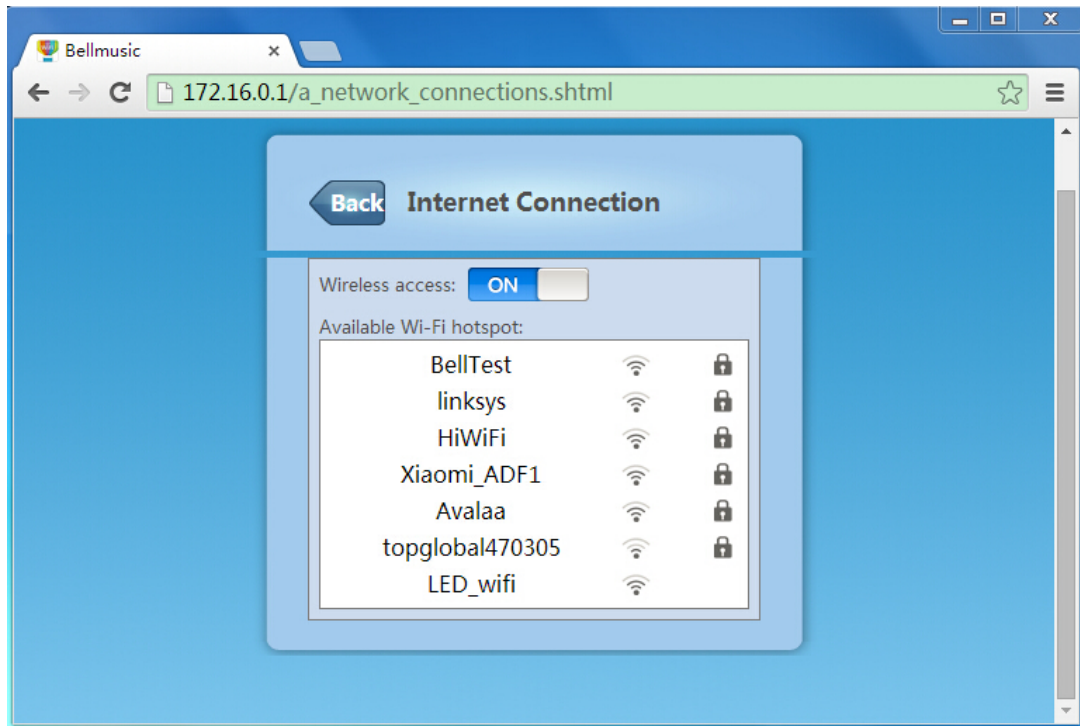 Bellmusic
172.16.0.1/a_network_connections.shtml
Back Internet Connection
Wireless access: ON
Available Wi-Fi hotspot:
BellTest
linksys
HiWiFi
Xiaomi_ADF1
Avalaa
topglobal470305
LED_wifi